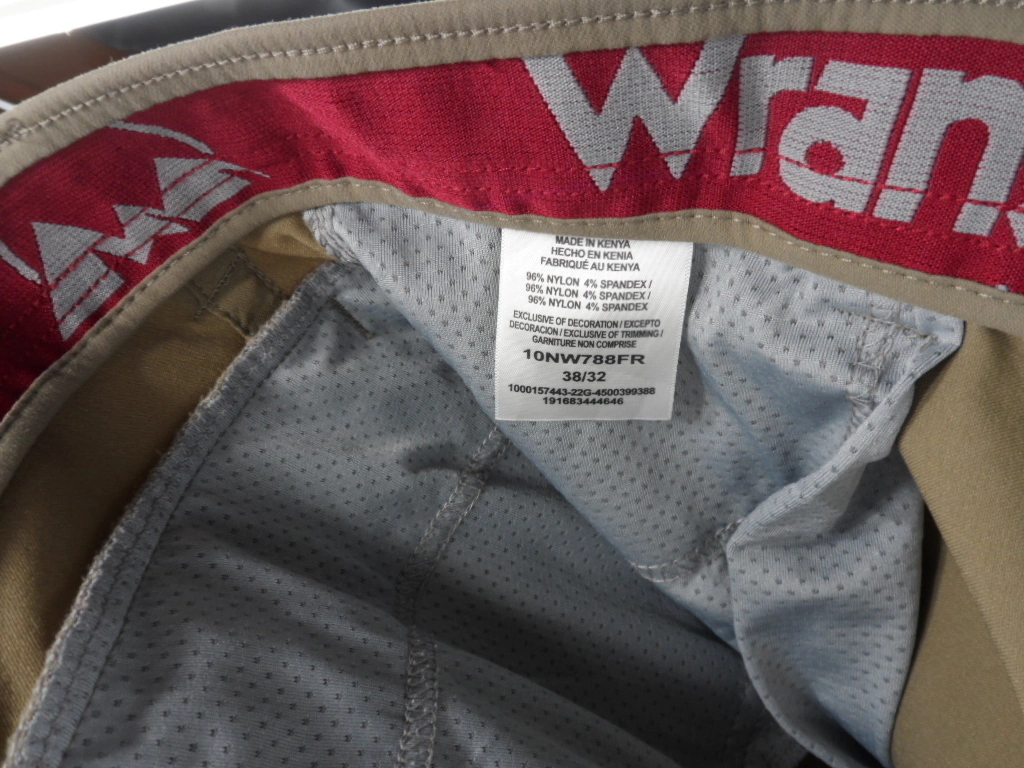 Wran
MADE IN KENYA
HECHO EN KENIA
FABRIQUÉ AU KENYA
96% NYLON 4% SPANDEX /
96% NYLON 4% SPANDEX /
96% NYLON 4% SPANDEX
EXCLUSIVE OF DECORATION / EXCEPTO
DECORACION / EXCLUSIVE OF TRIMMING /
GARNITURE NON COMPRISE
10NW788FR
38/32
1000157443-22G-4500399388
191683444646